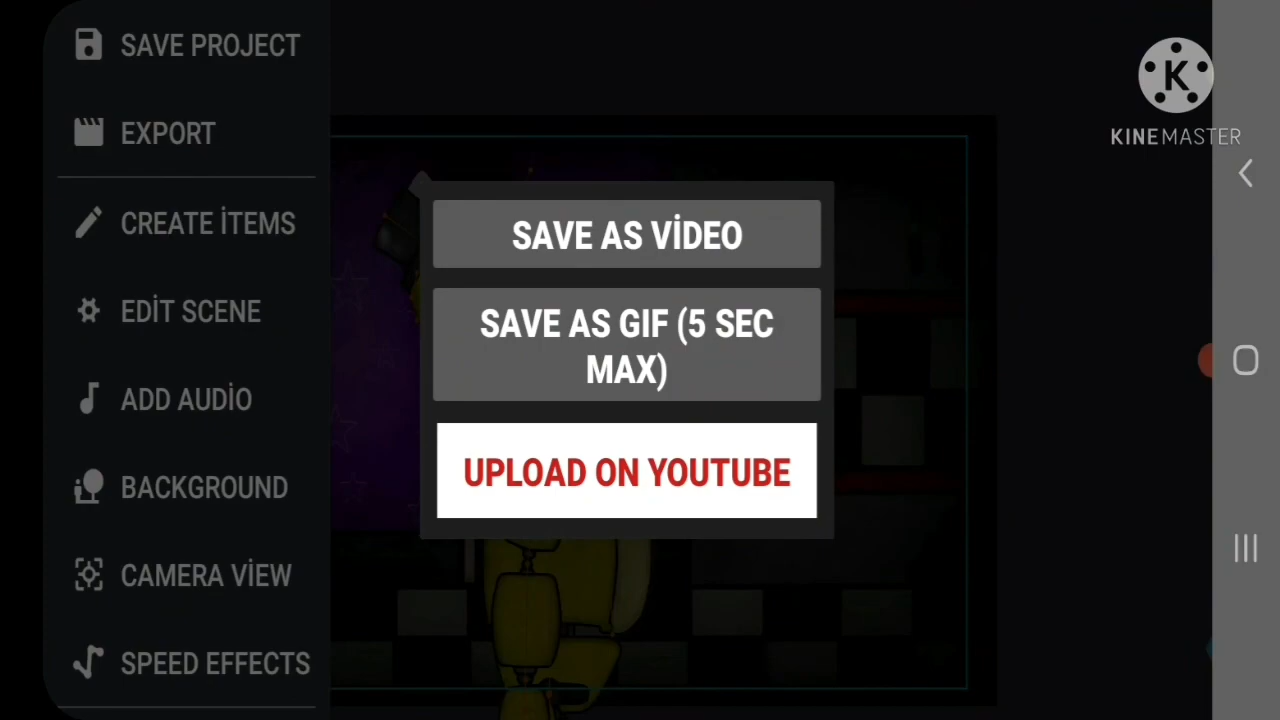 SAVE PROJECT
EXPORT
CREATE İTEMS
EDİT SCENE
ADD AUDİO
BACKGROUND
CAMERA VİEW
SPEED EFFECTS
SAVE AS VİDEO
SAVE AS GIF (5 SEC
MAX)
UPLOAD ON YOUTUBE
K
KINEMASTER